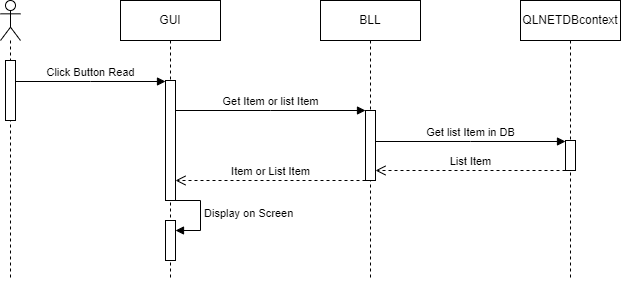 GUI
BLL
QLNETDBcontext
Click Button Read
Get Item or list Item
Get list Item in DB
List Item
Item or List Item
Display on Screen